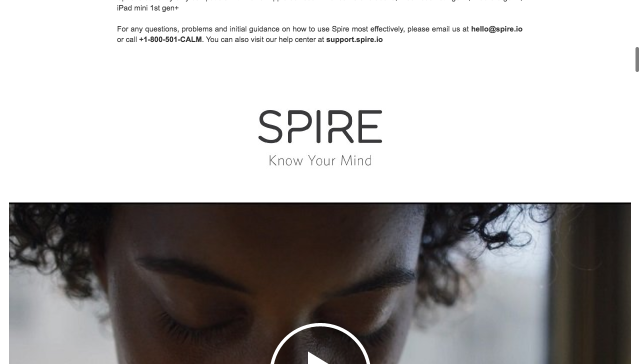 iPad mini 1st gen+
For any questions, problems and initial guidance on how to use Spire most effectively, please email us at hello@spire.io
or call +1-800-501-CALM. You can also visit our help center at support.spire.io
SPIRE
Know Your Mind